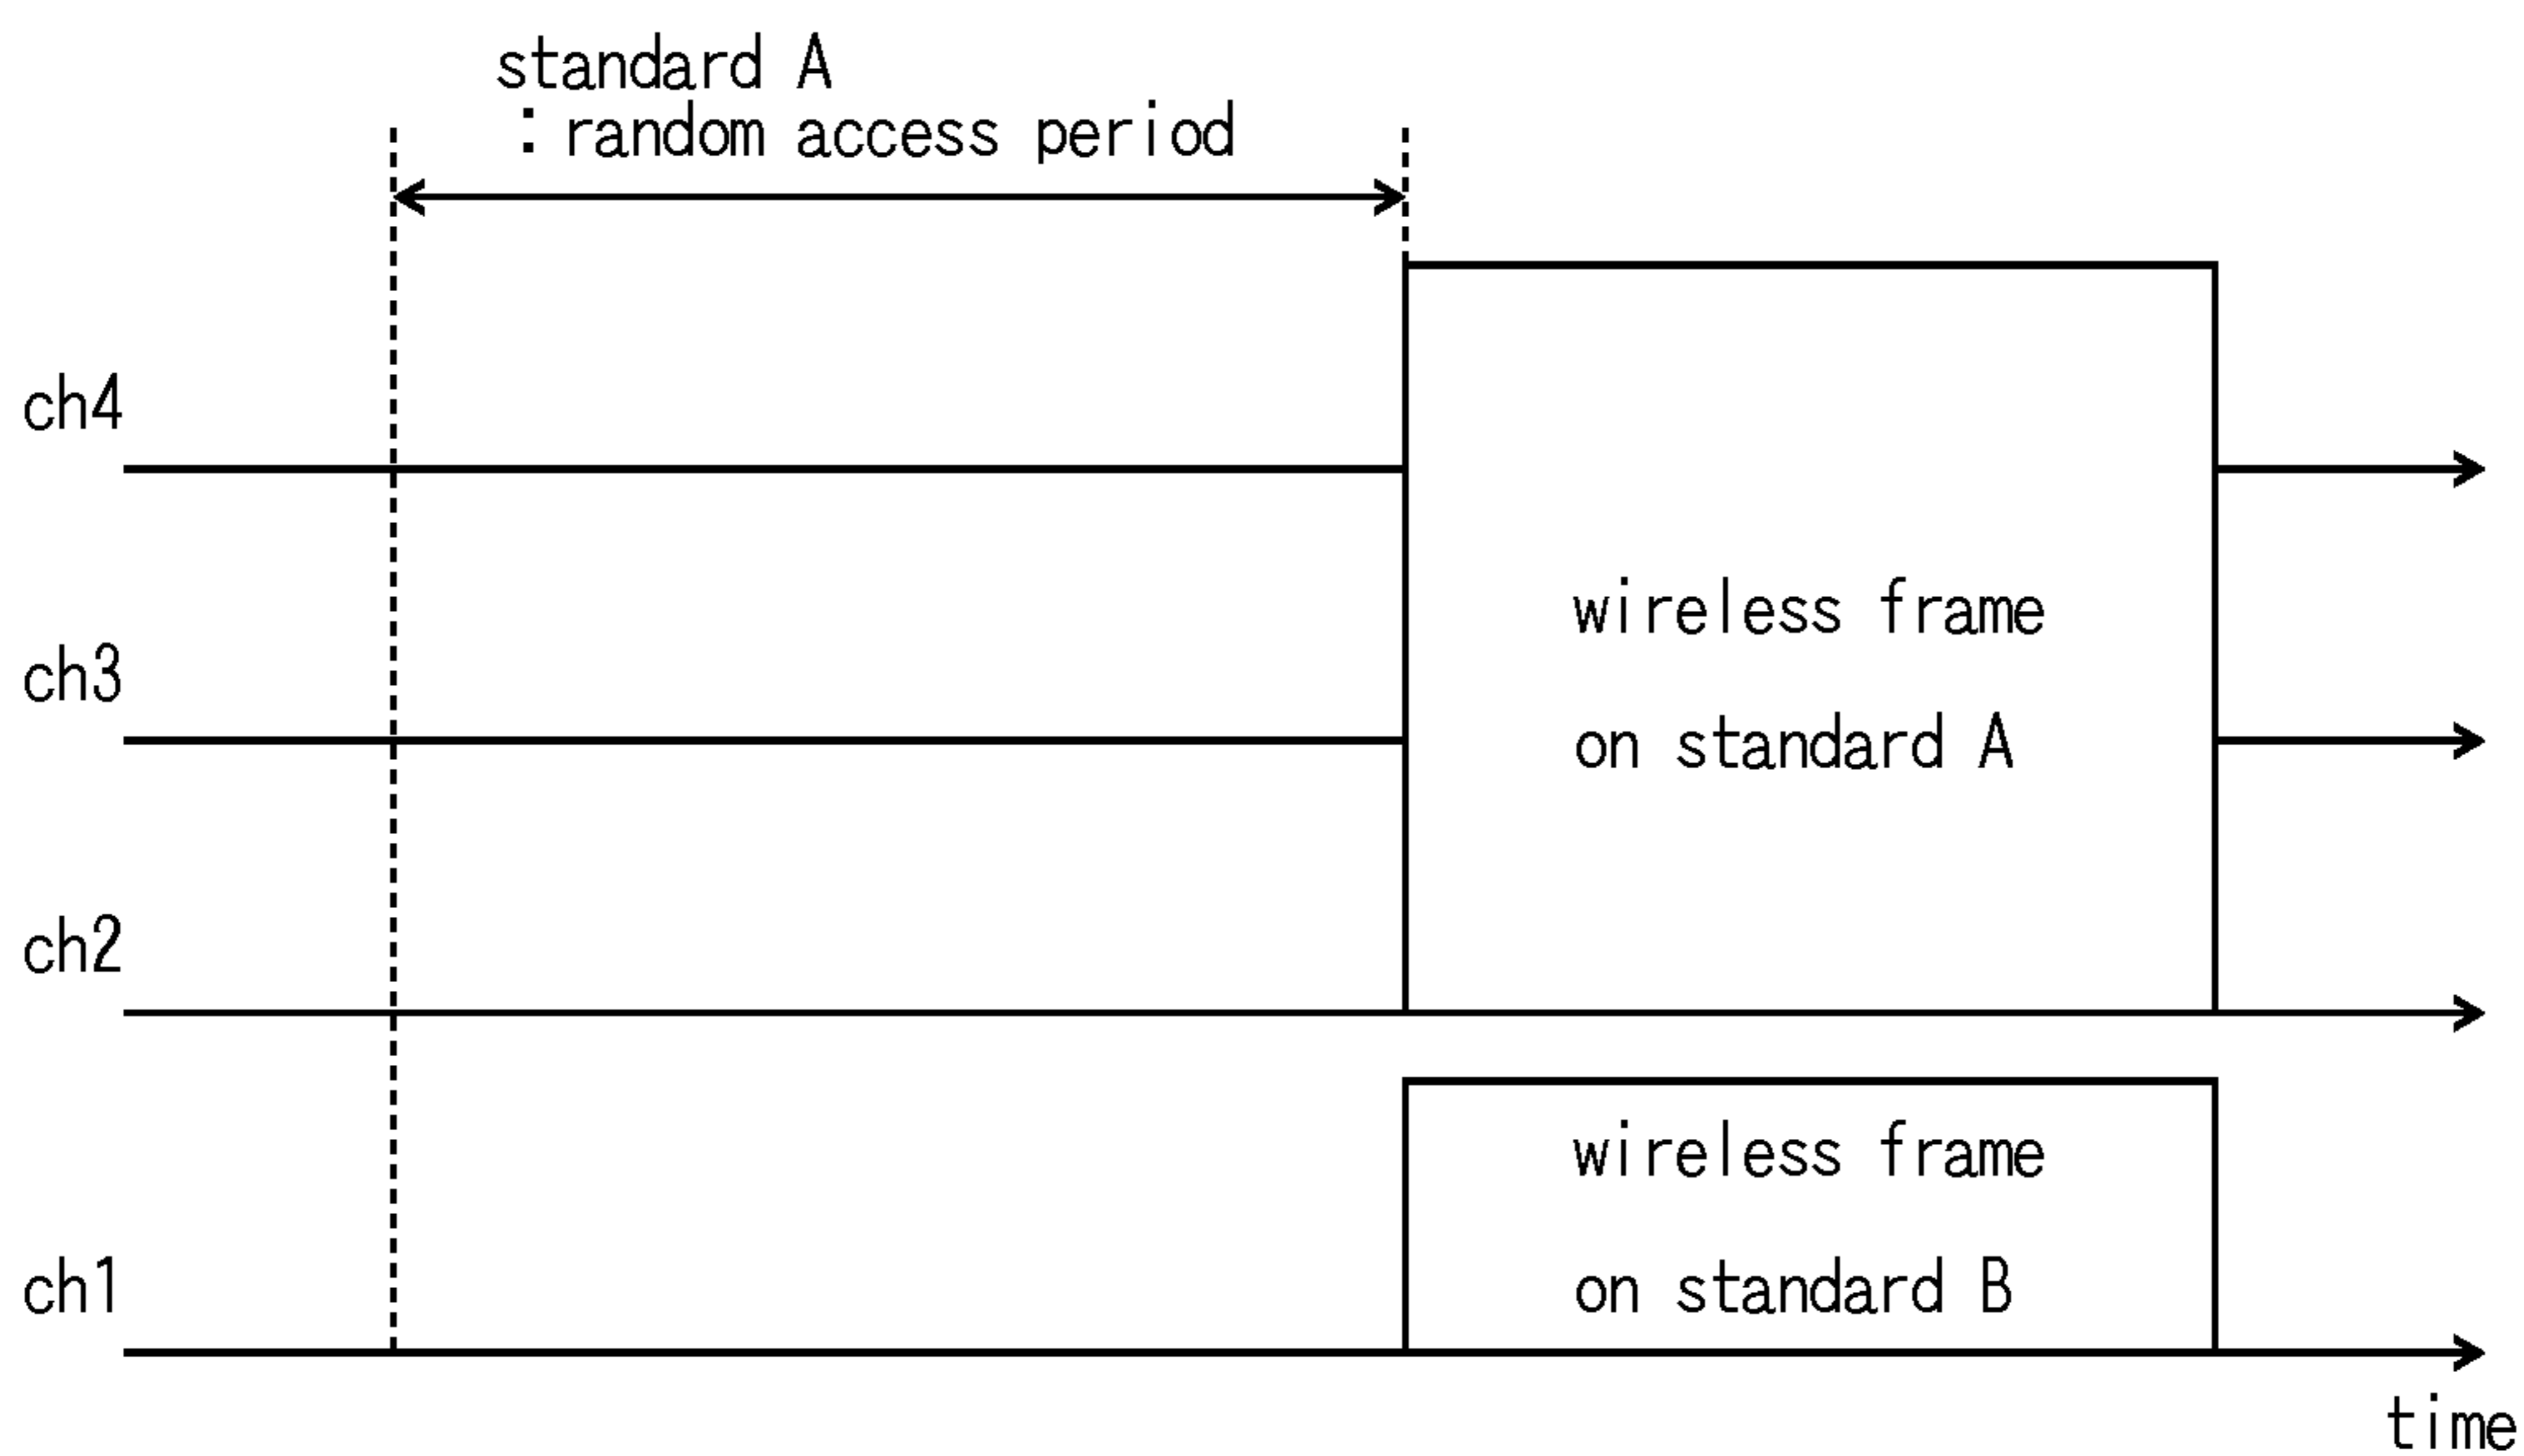 standard A
:random access period
ch4
wireless frame
ch3
on standard A
ch2
wireless frame
on standard B
ch1
time